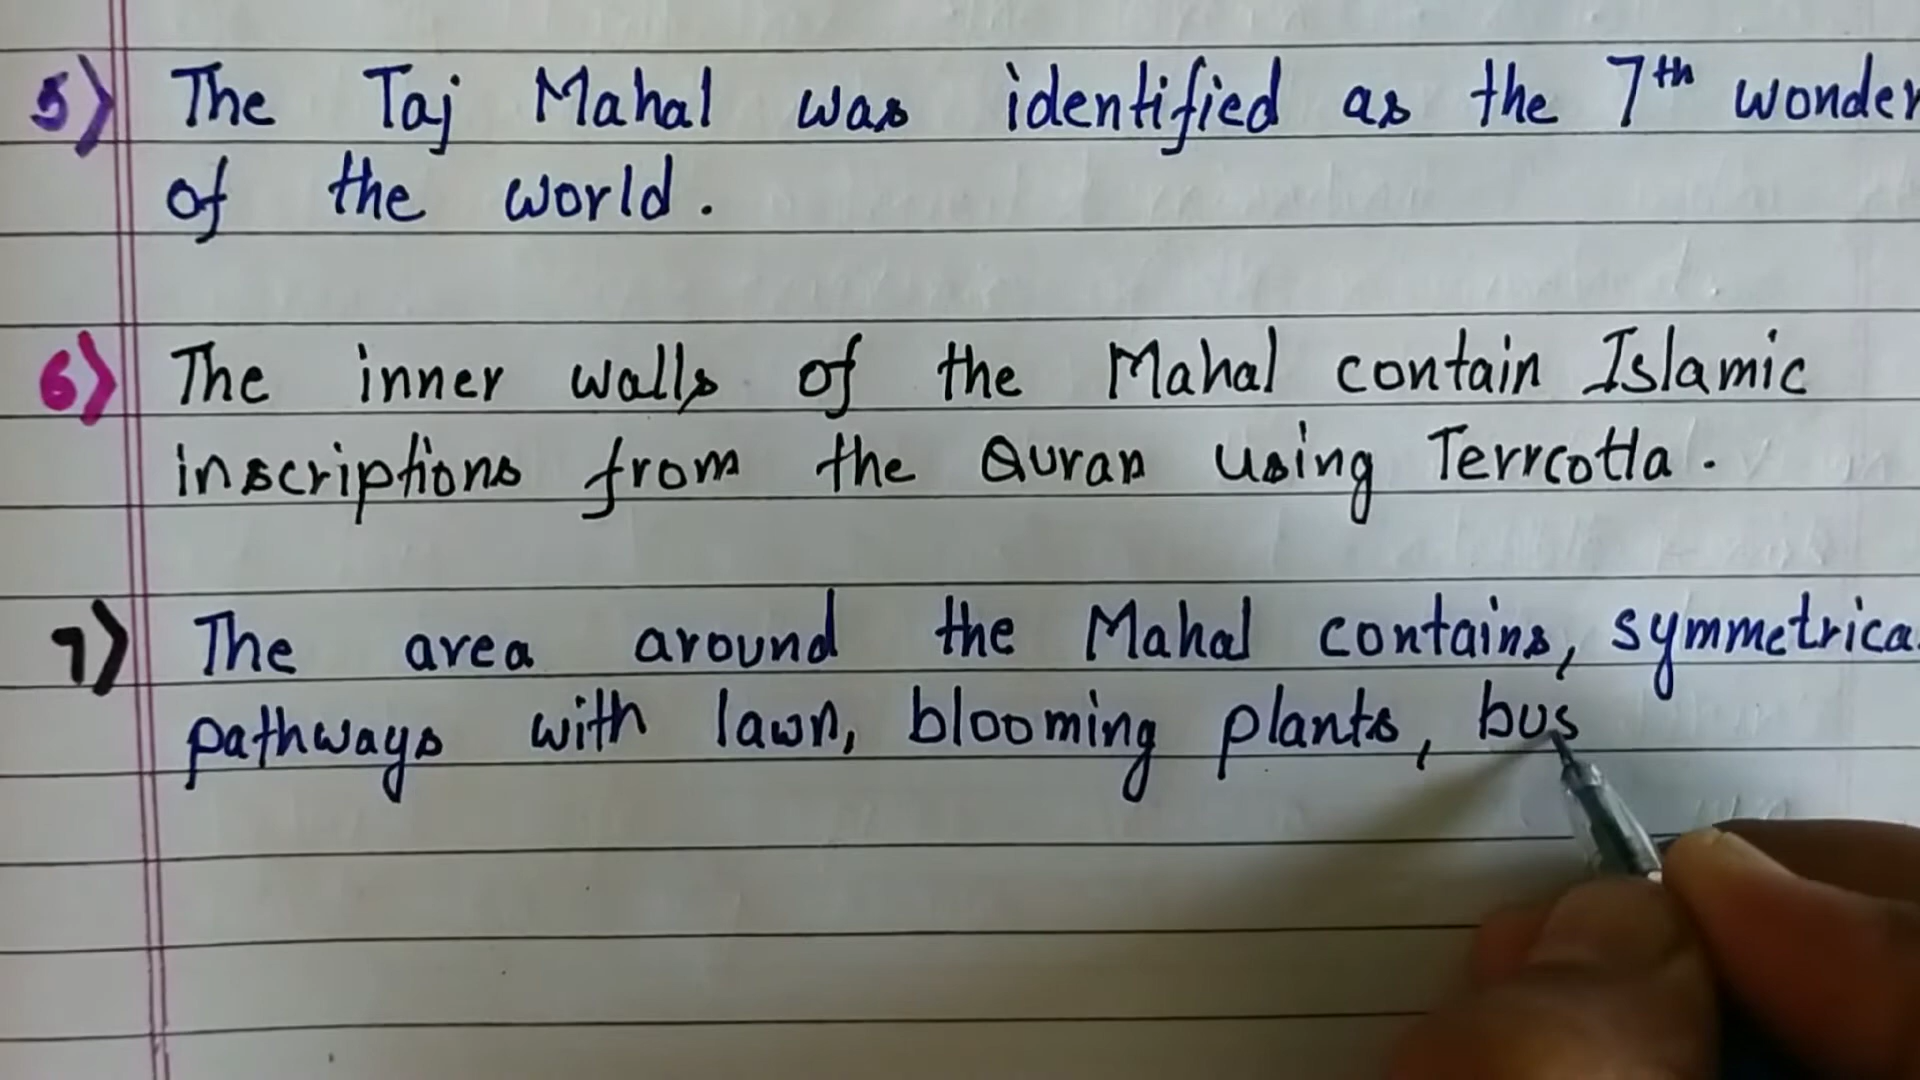 5) The Taj Mahal was identified as the 7th wonder
of the world.
6) The inner walls of the Mahal contain Islamic
inscriptions from the Quran using Terrcotta.
7) The area around the Mahal contains, symmetrical
pathways with lawn, blooming plants, bus